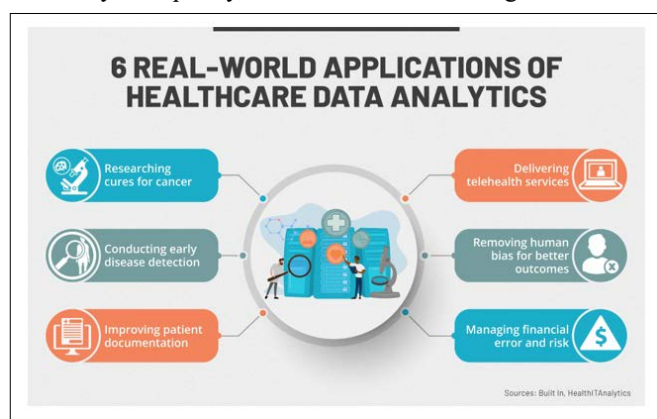 6 REAL-WORLD APPLICATIONS OF
HEALTHCARE DATA ANALYTICS
Researching
cures for cancer
Conducting early
disease detection
Improving patient
documentation
Delivering
telehealth services
Removing human
bias for better
outcomes
Managing financial
error and risk
Sources: Built In, HealthITAnalytics